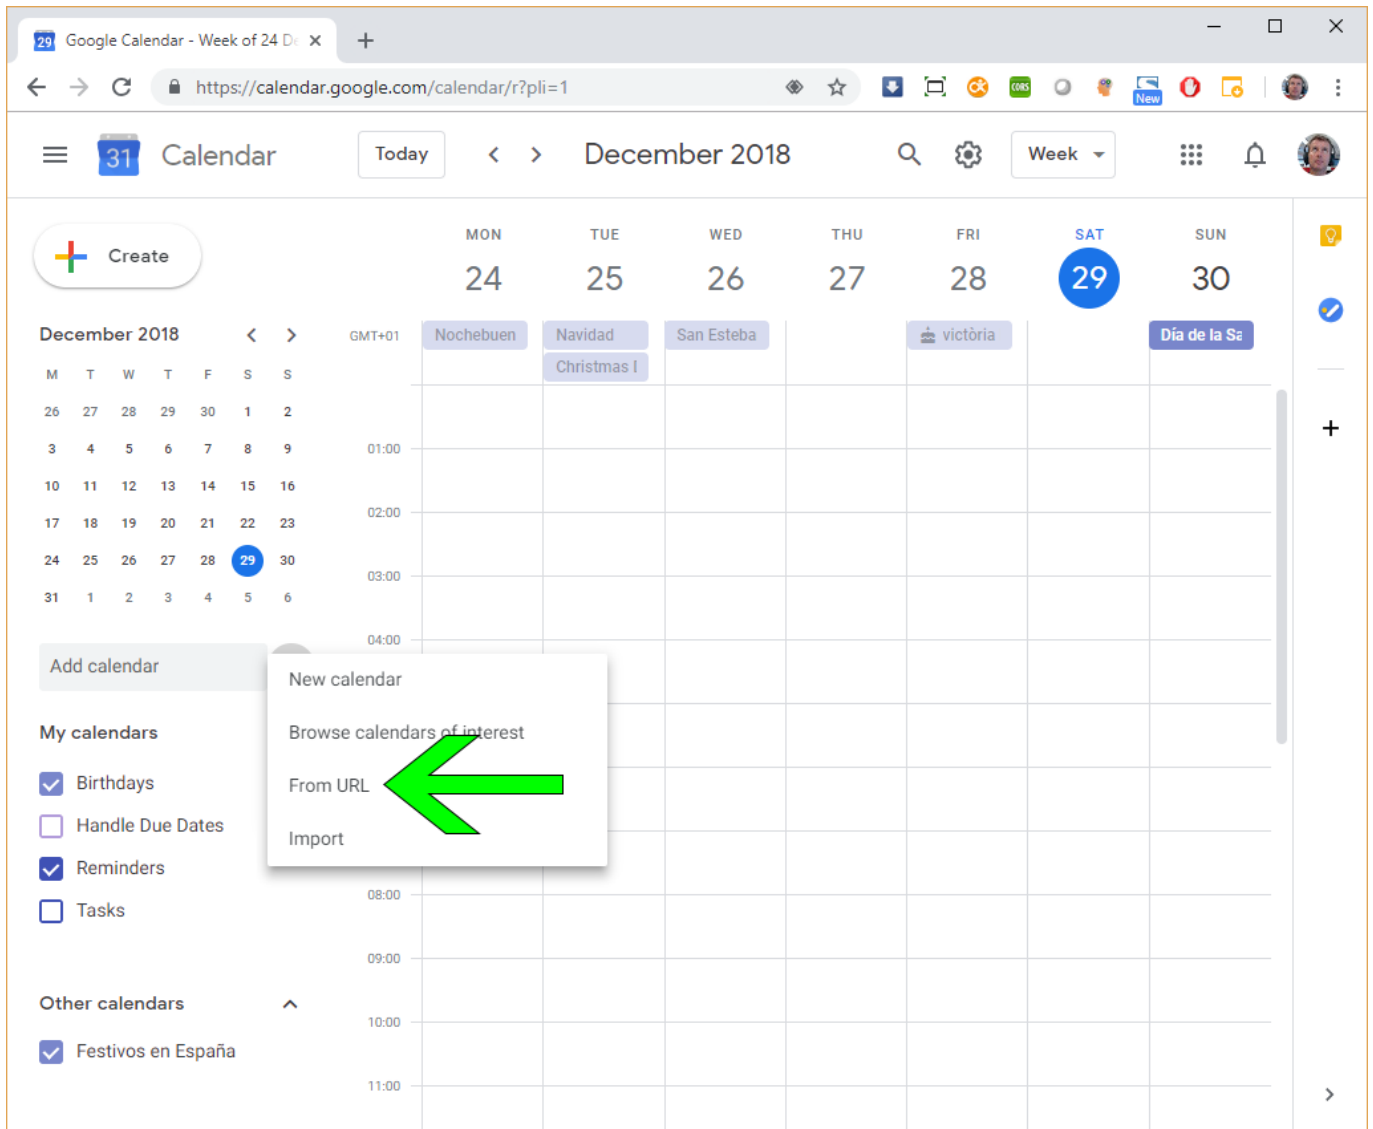 29 Google Calendar - Week of 24 De
https://calendar.google.com/calendar/r?pli=1
CORS
New
31 Calendar Today December 2018 Week
Create
December 2018
M T W T F S S
26 27 28 29 30 1 2
3 4 5 6 7 8 9
10 11 12 13 14 15 16
17 18 19 20 21 22 23
24 25 26 27 28 29 30
31 1 2 3 4 5 6
Add calendar
My calendars
Birthdays
Handle Due Dates
Reminders
Tasks
Other calendars
Festivos en España
New calendar
Browse calendars of interest
From URL
Import
MON TUE WED THU FRI SAT SUN
24 25 26 27 28 29 30
GMT+01 Nochebuen Navidad San Esteba victòria Día de la Sa
Christmas
01:00
02:00
03:00
04:00
08:00
09:00
10:00
11:00